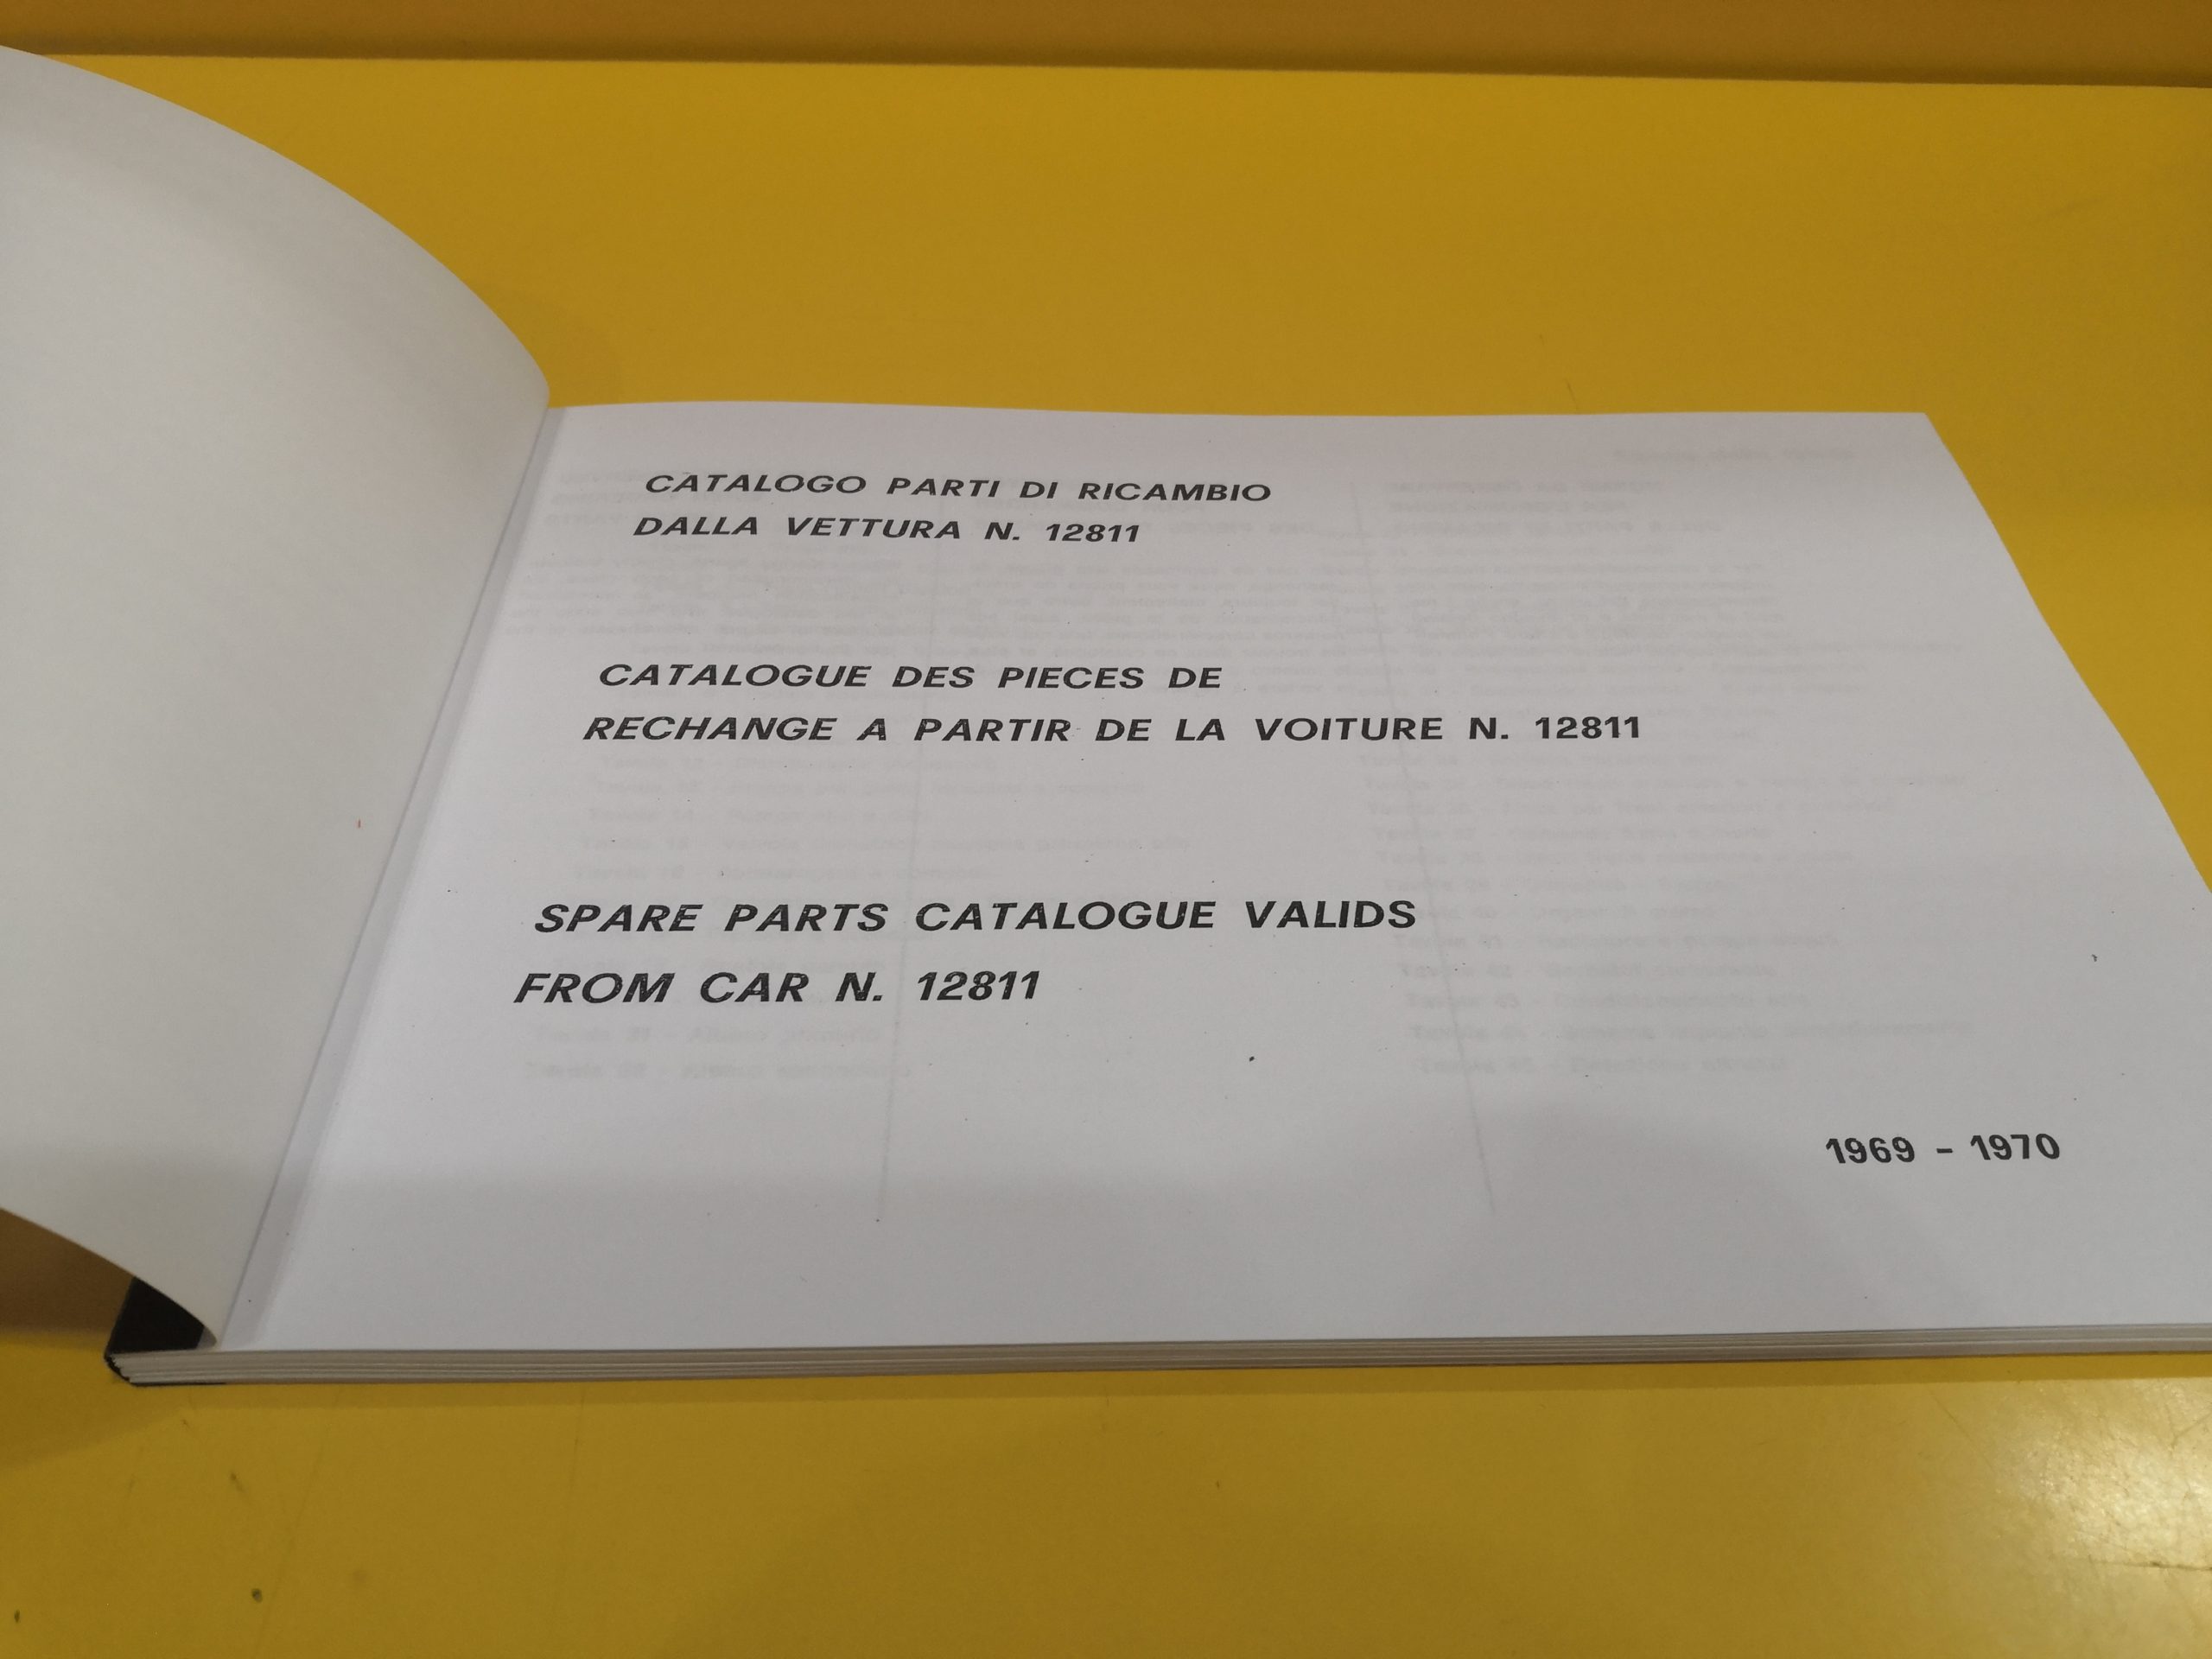 CATALOGO PARTI DI RICAMBIO
DALLA VETTURA N. 12811
CATALOGUE DES PIECES DE
RECHANGE A PARTIR DE LA VOITURE N. 12811
SPARE PARTS CATALOGUE VALIDS
FROM CAR N. 12811
1969 - 1970